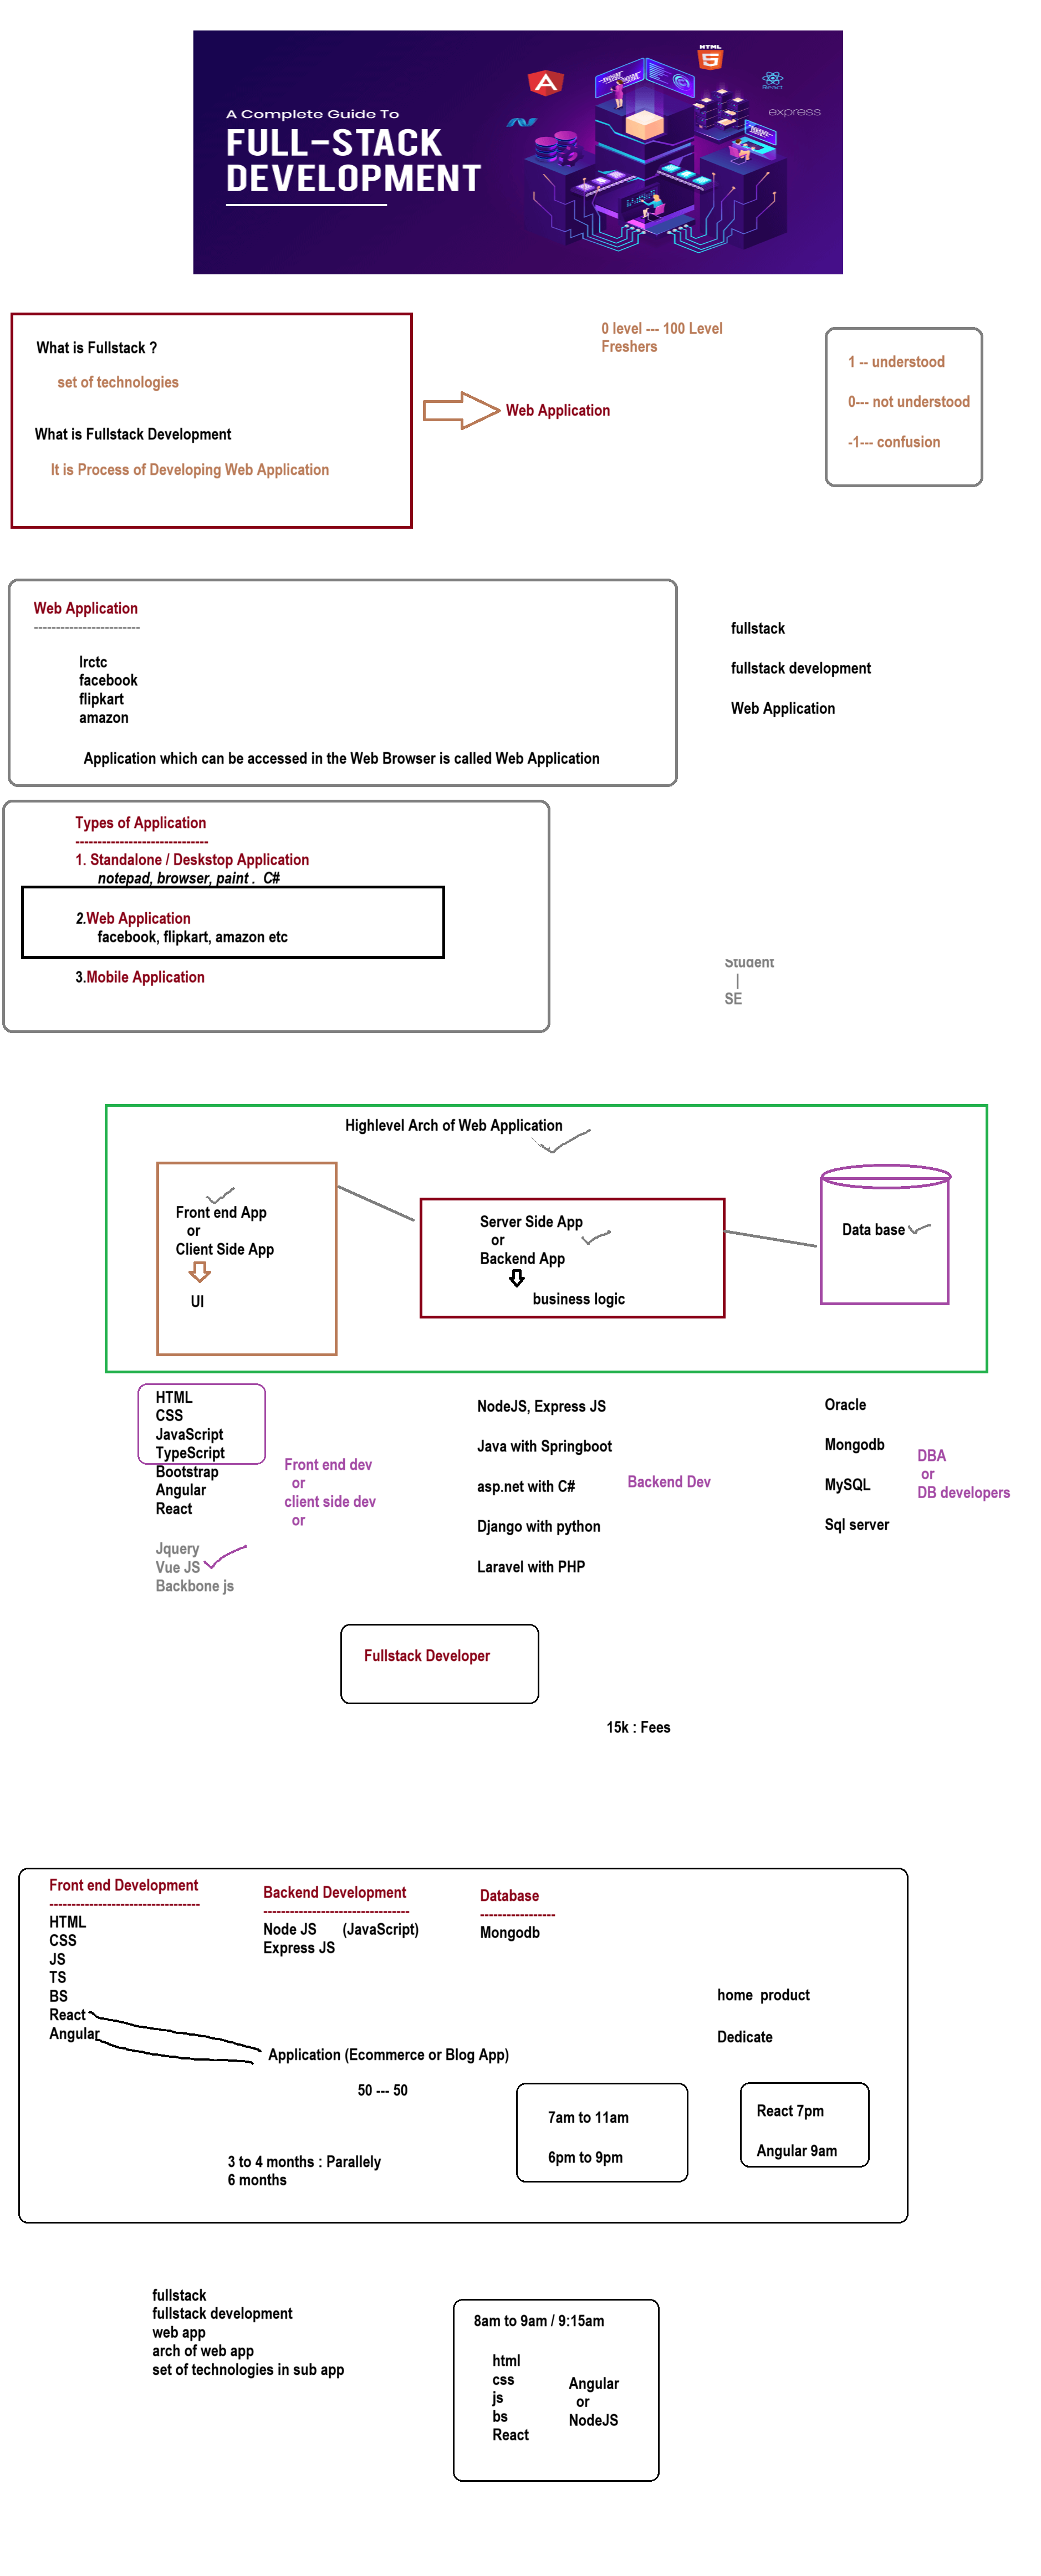 A Complete Guide To
FULL-STACK
DEVELOPMENT
HTML
5
React
express
What is Fullstack ?
set of technologies
What is Fullstack Development
It is Process of Developing Web Application
Web Application
0 level --- 100 Level
Freshers
1 -- understood
0--- not understood
-1--- confusion
Web Application
------------------------
Irctc
facebook
flipkart
amazon
Application which can be accessed in the Web Browser is called Web Application
fullstack
fullstack development
Web Application
Types of Application
------------------------------
1. Standalone / Deskstop Application
notepad, browser, paint . C#
2.Web Application
facebook, flipkart, amazon etc
3.Mobile Application
Student
|
SE
Highlevel Arch of Web Application
Front end App
or
Client Side App
UI
Server Side App
or
Backend App
business logic
Data base
HTML
CSS
JavaScript
TypeScript
Bootstrap
Angular
React
Jquery
Vue JS
Backbone js
Front end dev
or
client side dev
or
NodeJS, Express JS
Java with Springboot
asp.net with C#
Django with python
Laravel with PHP
Backend Dev
Oracle
Mongodb
MySQL
Sql server
DBA
or
DB developers
Fullstack Developer
15k : Fees
Front end Development
----------------------------------
HTML
CSS
JS
TS
BS
React
Angular
Backend Development
---------------------------------
Node JS (JavaScript)
Express JS
Database
-----------------
Mongodb
home product
Dedicate
Application (Ecommerce or Blog App)
50 --- 50
3 to 4 months : Parallely
6 months
7am to 11am
6pm to 9pm
React 7pm
Angular 9am
fullstack
fullstack development
web app
arch of web app
set of technologies in sub app
8am to 9am / 9:15am
html
css
js
bs
React
Angular
or
NodeJS